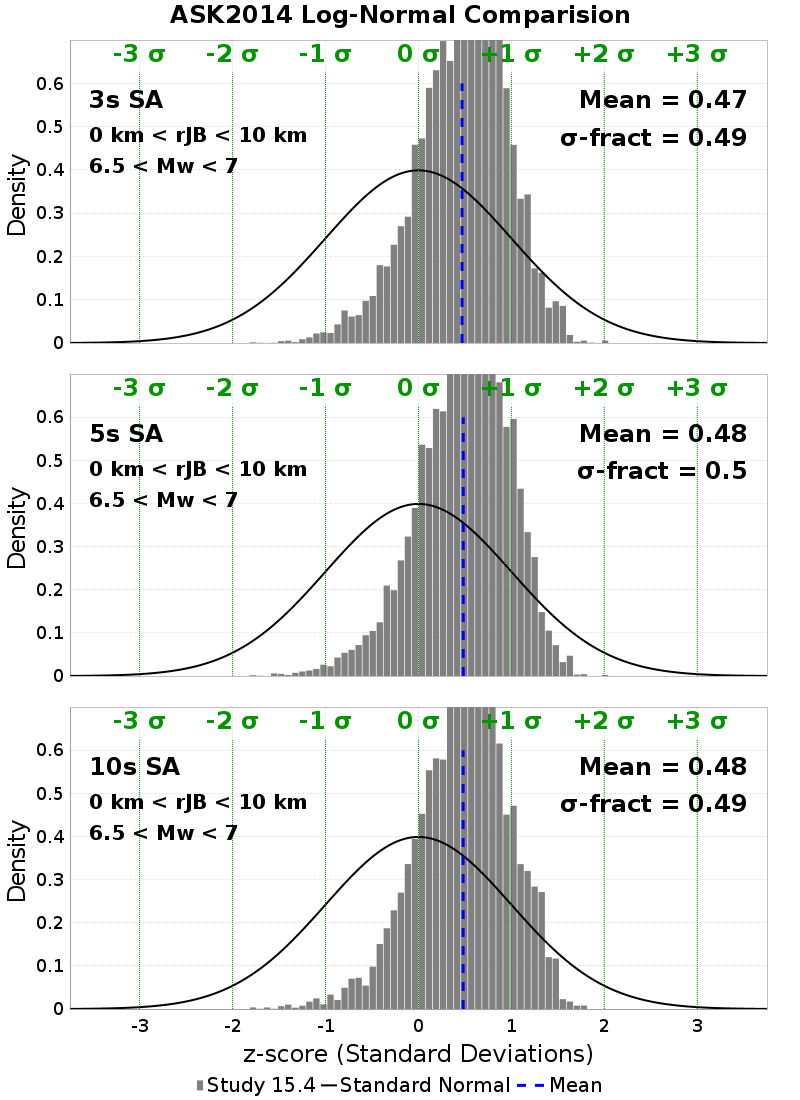 ASK2014 Log-Normal Comparision
-3 σ -2 σ -1 σ 0 σ +1 σ +2 σ +3 σ
3s SA
0 km < rJB < 10 km
6.5 < Mw < 7
Mean = 0.47
σ-fract = 0.49
Density
0.6
0.5
0.4
0.3
0.2
0.1
0
-3 σ -2 σ -1 σ 0 σ +1 σ +2 σ +3 σ
5s SA
0 km < rJB < 10 km
6.5 < Mw < 7
Mean = 0.48
σ-fract = 0.5
Density
0.6
0.5
0.4
0.3
0.2
0.1
0
-3 σ -2 σ -1 σ 0 σ +1 σ +2 σ +3 σ
10s SA
0 km < rJB < 10 km
6.5 < Mw < 7
Mean = 0.48
σ-fract = 0.49
Density
0.6
0.5
0.4
0.3
0.2
0.1
0
-3 -2 -1 0 1 2 3
z-score (Standard Deviations)
Study 15.4 Standard Normal Mean